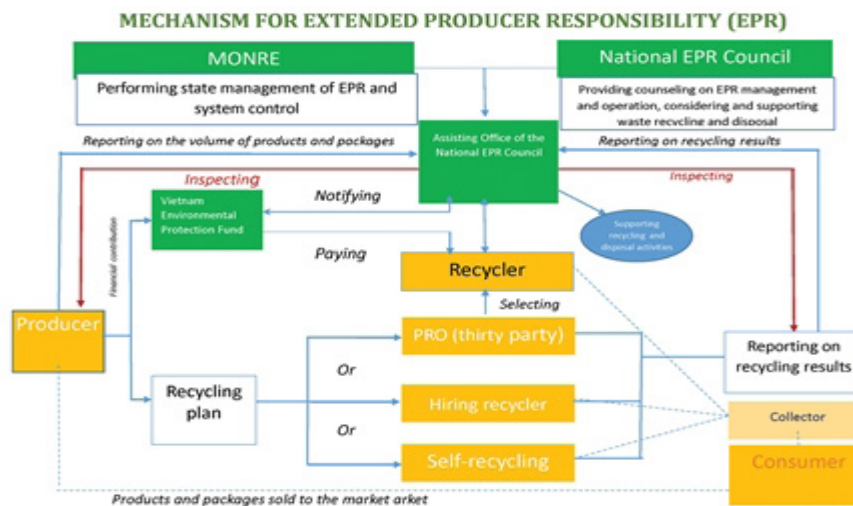 MECHANISM FOR EXTENDED PRODUCER RESPONSIBILITY (EPR)
MONRE
Performing state management of EPR and
system control
National EPR Council
Providing counseling on EPR management
and operation, considering and supporting
waste recycling and disposal
Reporting on the volume of products and packages
Assisting Office of the
National EPR Council
Reporting on recycling results
Inspecting
Inspecting
Notifying
Vietnam
Environmental
Protection Fund
Supporting
recycling and
disposal activities
Financial contribution
Paying
Recycler
Selecting
Producer
PRO (thirty party)
Reporting on
recycling results
Or
Recycling
plan
Hiring recycler
Collector
Or
Self-recycling
Consumer
Products and packages sold to the market arket